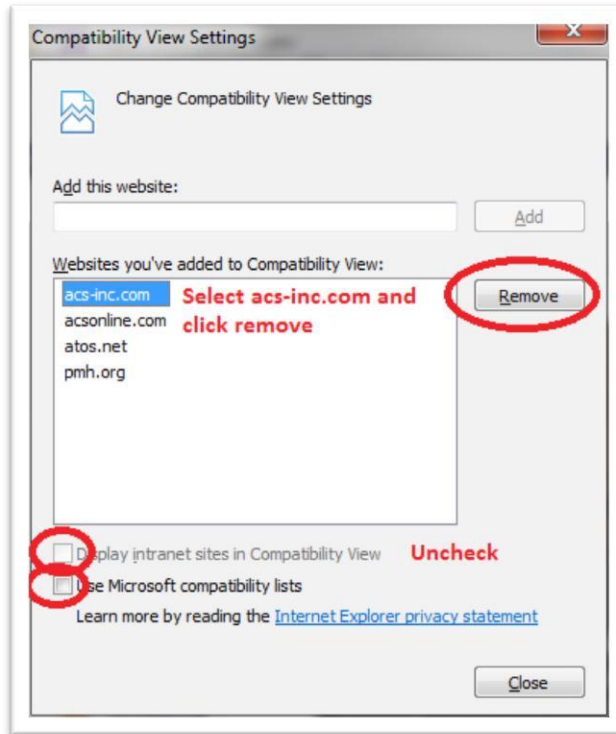 Compatibility View Settings
Change Compatibility View Settings
Add this website:
Add
Websites you've added to Compatibility View:
acs-inc.com
acsonline.com
atos.net
pmh.org
Select acs-inc.com and
click remove
Remove
Display intranet sites in Compatibility View
Uncheck
Use Microsoft compatibility lists
Learn more by reading the Internet Explorer privacy statement
Close